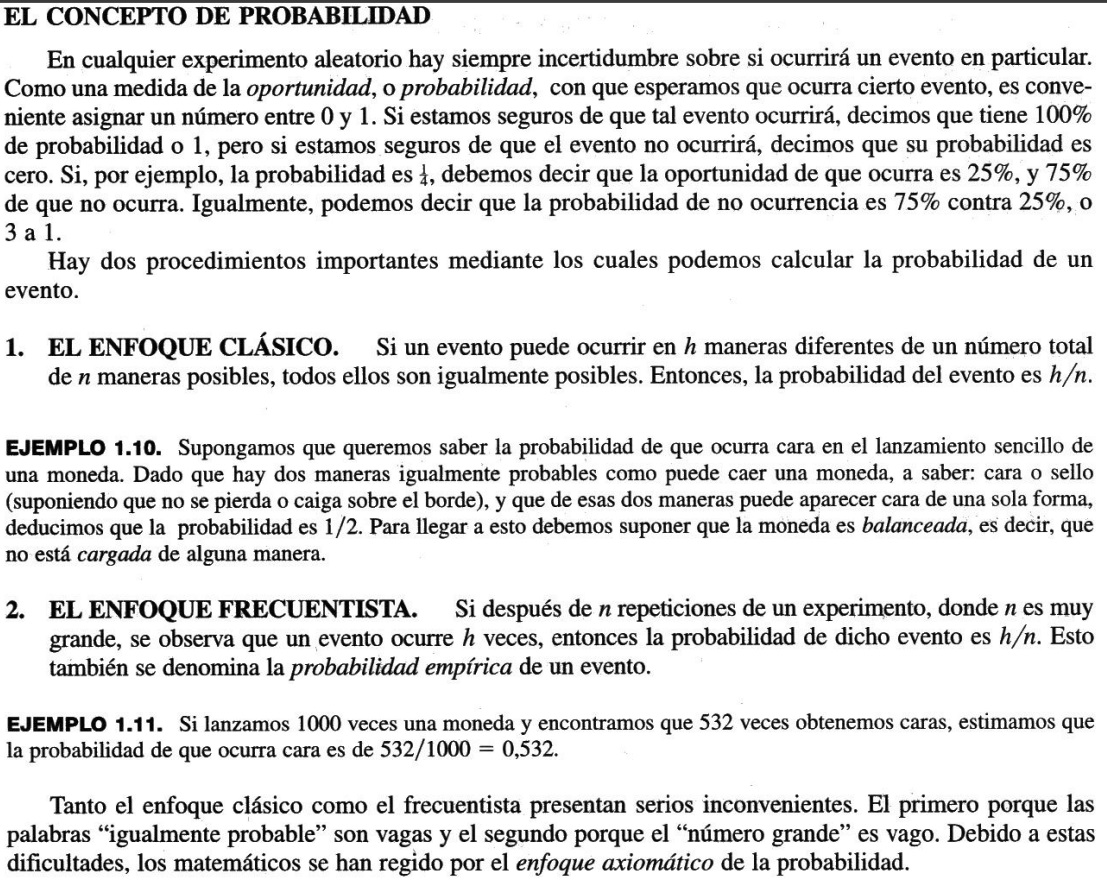 EL CONCEPTO DE PROBABILIDAD
En cualquier experimento aleatorio hay siempre incertidumbre sobre si ocurrirá un evento en particular.
Como una medida de la oportunidad, o probabilidad, con que esperamos que ocurra cierto evento, es conve-
niente asignar un número entre 0 y 1. Si estamos seguros de que tal evento ocurrirá, decimos que tiene 100%
de probabilidad o 1, pero si estamos seguros de que el evento no ocurrirá, decimos que su probabilidad es
cero. Si, por ejemplo, la probabilidad es ¼, debemos decir que la oportunidad de que ocurra es 25%, y 75%
de que no ocurra. Igualmente, podemos decir que la probabilidad de no ocurrencia es 75% contra 25%, o
3 a 1.
Hay dos procedimientos importantes mediante los cuales podemos calcular la probabilidad de un
evento.
1. EL ENFOQUE CLÁSICO. Si un evento puede ocurrir en h maneras diferentes de un número total
de n maneras posibles, todos ellos son igualmente posibles. Entonces, la probabilidad del evento es h/n.
EJEMPLO 1.10. Supongamos que queremos saber la probabilidad de que ocurra cara en el lanzamiento sencillo de
una moneda. Dado que hay dos maneras igualmente probables como puede caer una moneda, a saber: cara o sello
(suponiendo que no se pierda o caiga sobre el borde), y que de esas dos maneras puede aparecer cara de una sola forma,
deducimos que la probabilidad es 1/2. Para llegar a esto debemos suponer que la moneda es balanceada, es decir, que
no está cargada de alguna manera.
2. EL ENFOQUE FRECUENTISTA. Si después de n repeticiones de un experimento, donde n es muy
grande, se observa que un evento ocurre h veces, entonces la probabilidad de dicho evento es h/n. Esto
también se denomina la probabilidad empírica de un evento.
EJEMPLO 1.11. Si lanzamos 1000 veces una moneda y encontramos que 532 veces obtenemos caras, estimamos que
la probabilidad de que ocurra cara es de 532/1000 = 0,532.
Tanto el enfoque clásico como el frecuentista presentan serios inconvenientes. El primero porque las
palabras “igualmente probable” son vagas y el segundo porque el “número grande” es vago. Debido a estas
dificultades, los matemáticos se han regido por el enfoque axiomático de la probabilidad.